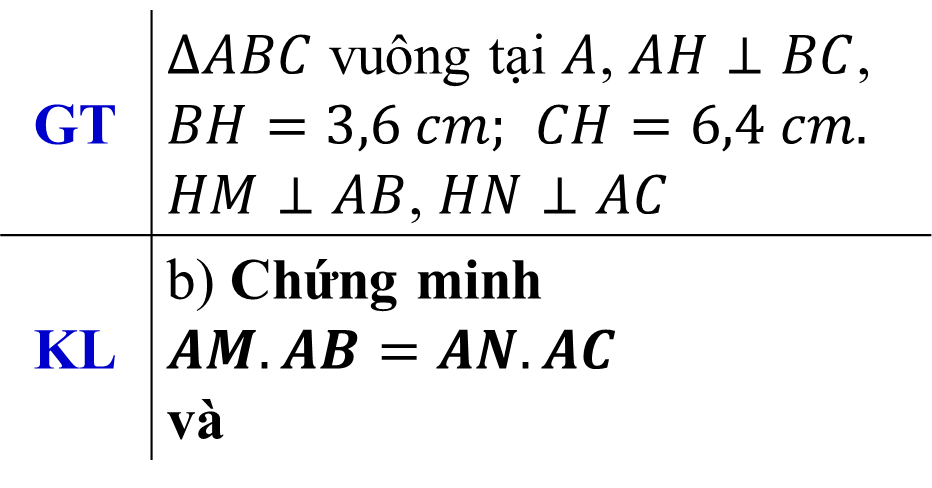 ΔABC vuông tại A, AH ⊥ BC,
GT BH = 3,6 cm; CH = 6,4 cm.
HM ⊥ AB, HN ⊥ AC
b) Chứng minh
KL AM. AB = AN. AC
và